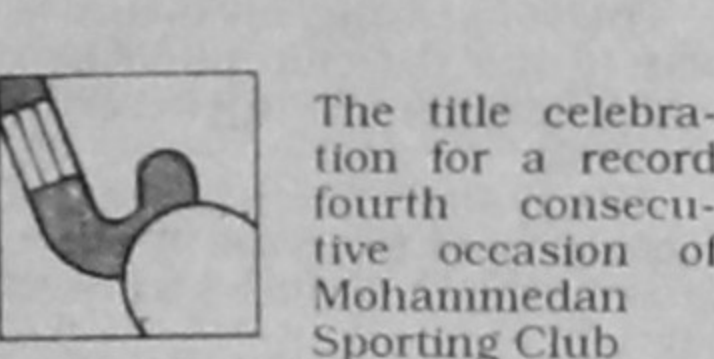 The title celebra-
tion for a record
fourth consecu-
tive occasion of
Mohammedan
Sporting Club